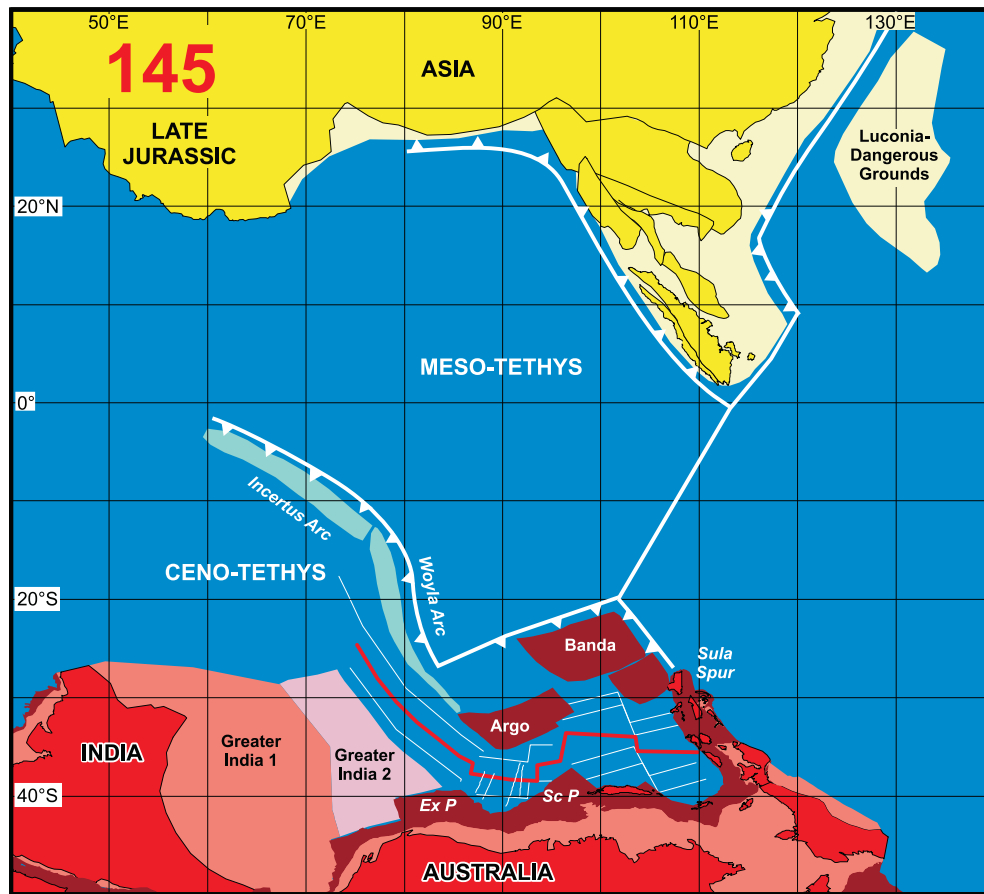 50°E
70°E
90°E
110°E
130°E
145
LATE
JURASSIC
ASIA
Luconia-
Dangerous
Grounds
20°N
MESO-TETHYS
0°
Incertus Arc
CENO-TETHYS
Woyla Arc
20°S
Banda
Sula
Spur
Argo
INDIA
Greater
India 1
Greater
India 2
40°S
Ex P
Sc P
AUSTRALIA